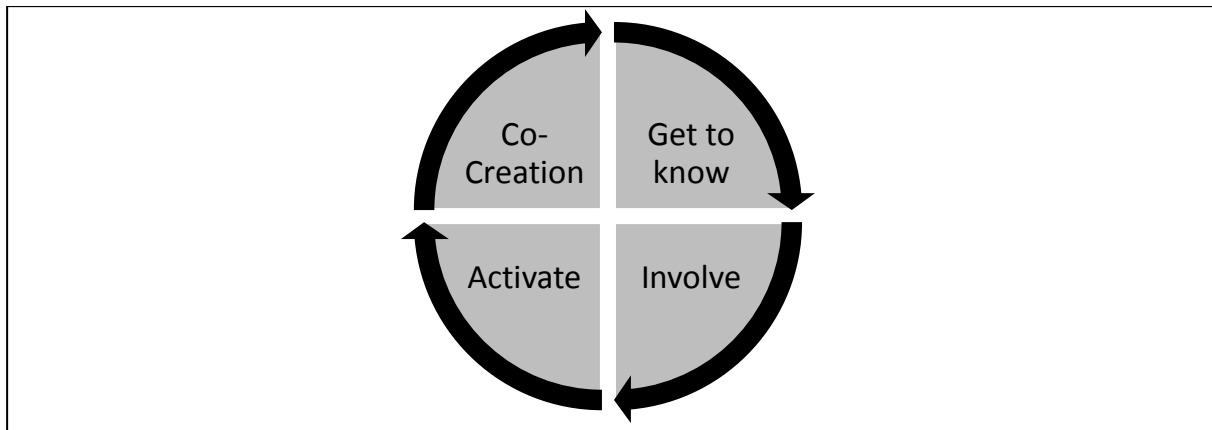 Co-
Creation
Get to
know
Activate
Involve